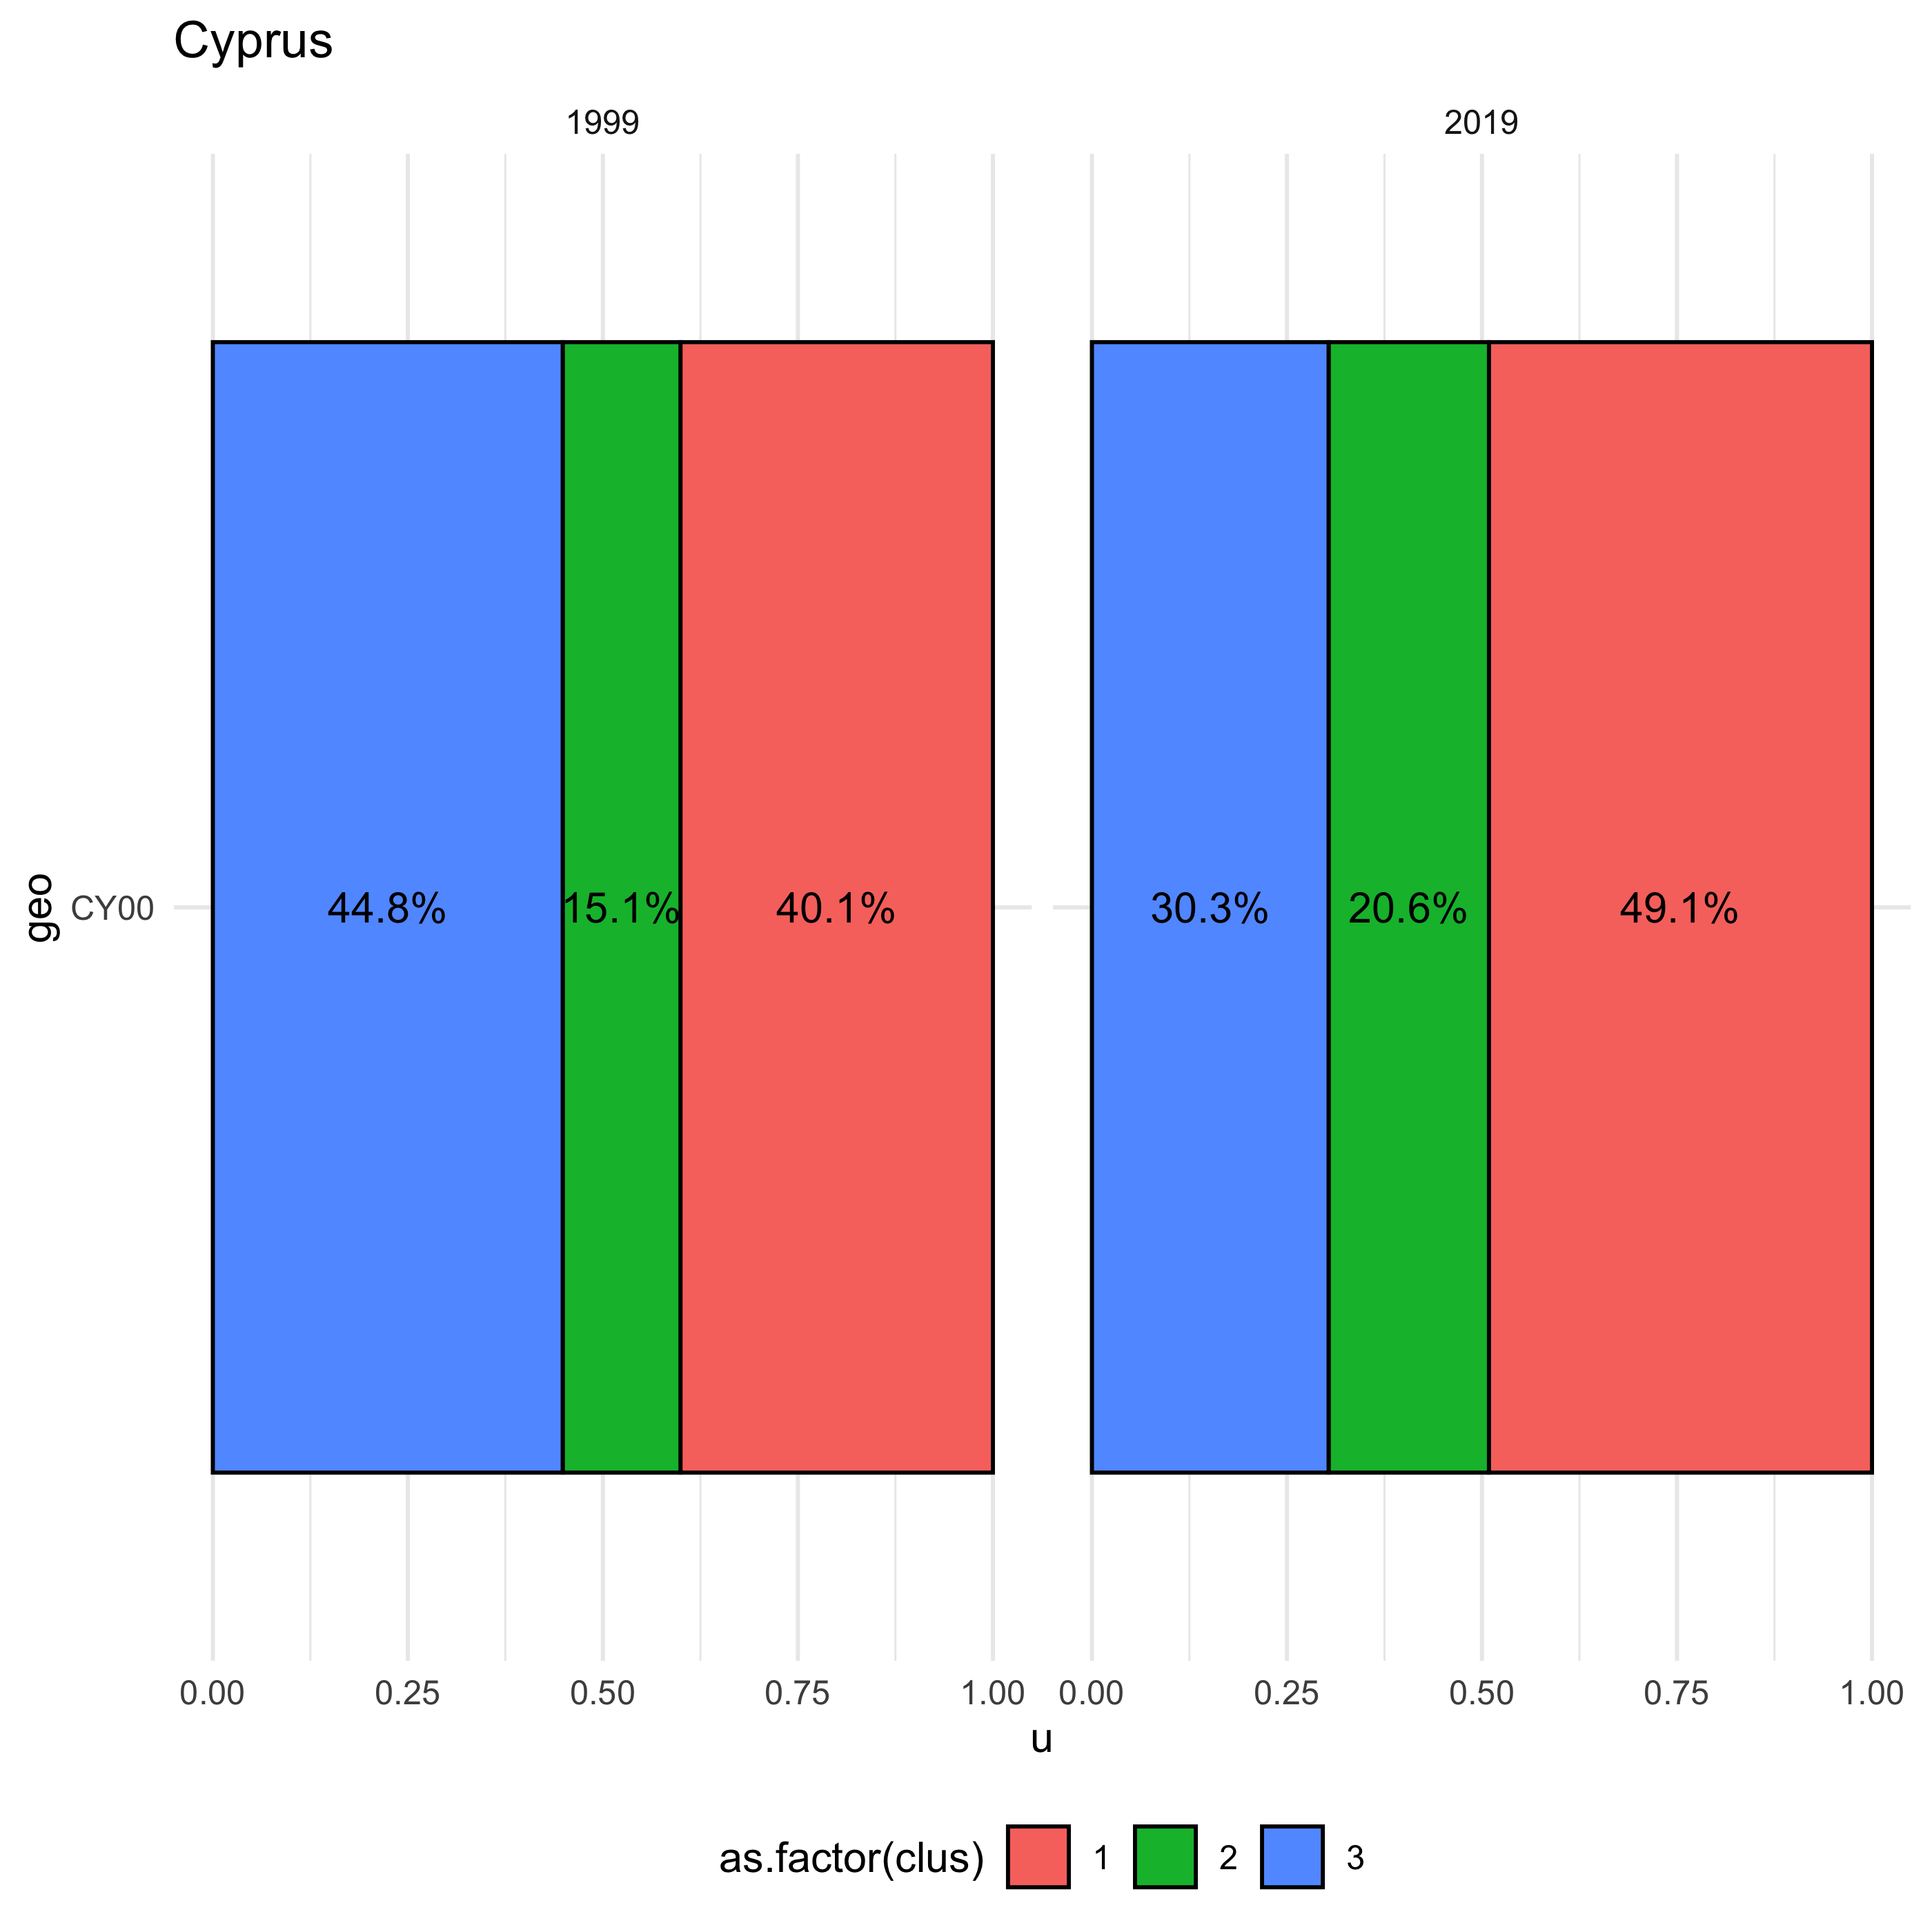 Cyprus
1999 2019
geo
CY00
44.8% 15.1% 40.1% 30.3% 20.6% 49.1%
0.00 0.25 0.50 0.75 1.00 0.00 0.25 0.50 0.75 1.00
u
as.factor(clus) 1 2 3